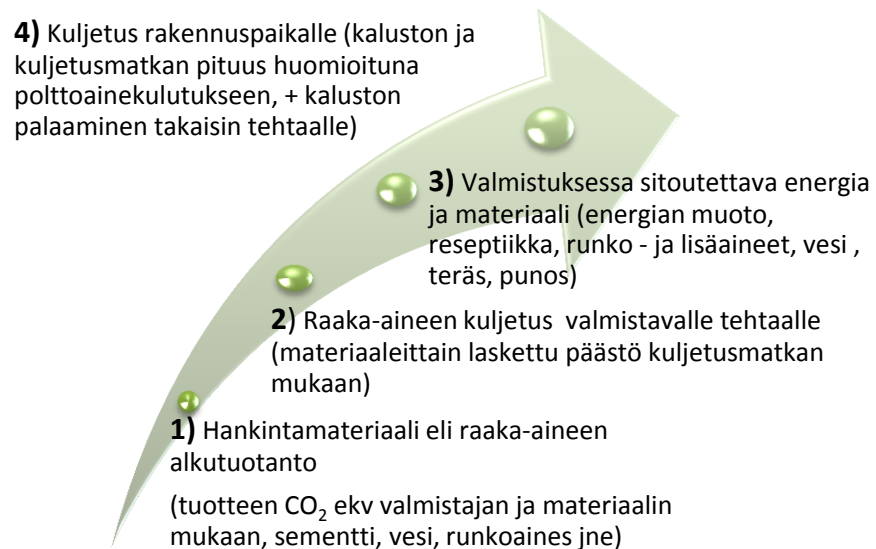 4) Kuljetus rakennuspaikalle (kaluston ja
kuljetusmatkan pituus huomioituna
polttoainekulutukseen, + kaluston
palaaminen takaisin tehtaalle)
3) Valmistuksessa sitoutettava energia
ja materiaali (energian muoto,
reseptiikka, runko - ja lisäaineet, vesi ,
teräs, punos)
2) Raaka-aineen kuljetus valmistavalle tehtaalle
(materiaaleittain laskettu päästö kuljetusmatkan
mukaan)
1) Hankintamateriaali eli raaka-aineen
alkutuotanto
(tuotteen CO₂ ekv valmistajan ja materiaalin
mukaan, sementti, vesi, runkoaines jne)